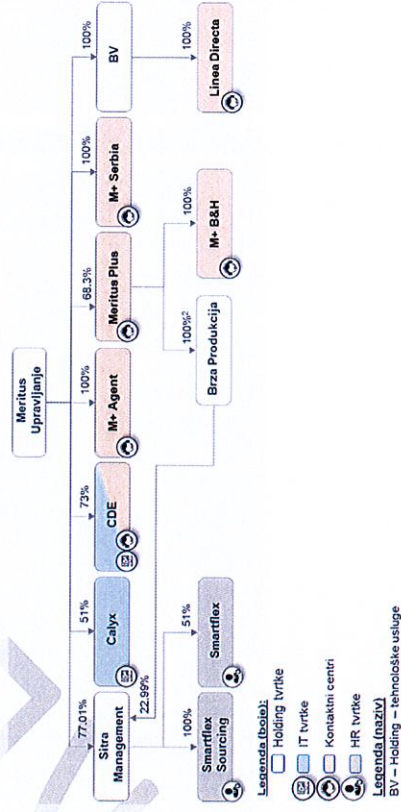 Meritus
Upravljanje
77.01%
51%
73%
100%
68.3%
100%
100%
Sitra
Management
Calyx
CDE
M+ Agent
Meritus Plus
M+ Serbia
BV
22.99%
100%
51%
100%²
100%
100%
Smartflex
Sourcing
Smartflex
Brza Produkcija
M+ B&H
Linea Directa
Legenda (boje):
Holding tvrtke
IT tvrtke
Kontaktni centri
HR tvrtke
Legenda (naziv)
BV – Holding – tehnološke usluge